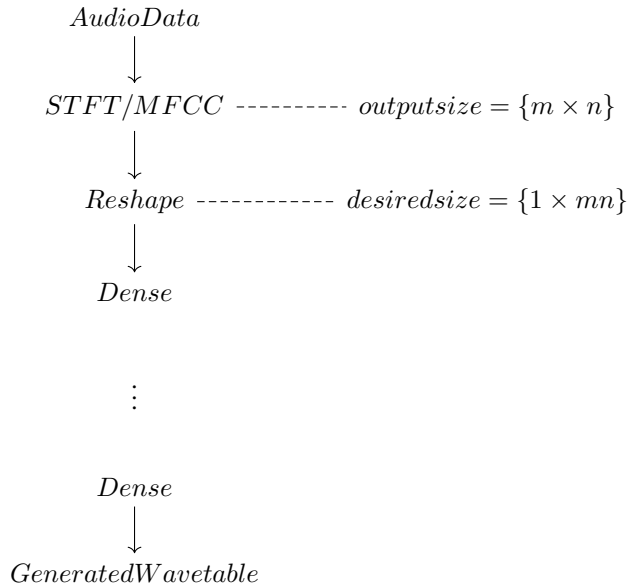 AudioData
STFT/MFCC outputsize = {m × n}
Reshape desiredsize = {1 × mn}
Dense
⋮
Dense
GeneratedWavetable